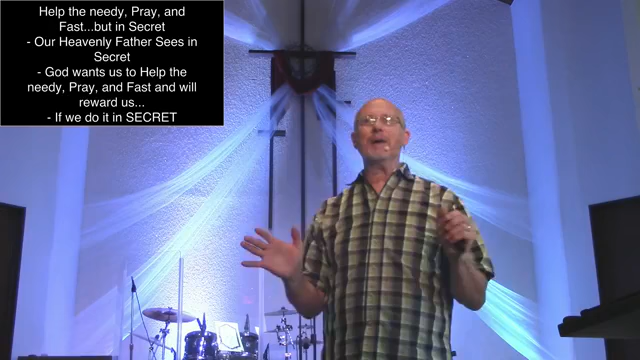 Help the needy, Pray, and
Fast...but in Secret
- Our Heavenly Father Sees in
Secret
- God wants us to Help the
needy, Pray, and Fast and will
reward us...
- If we do it in SECRET